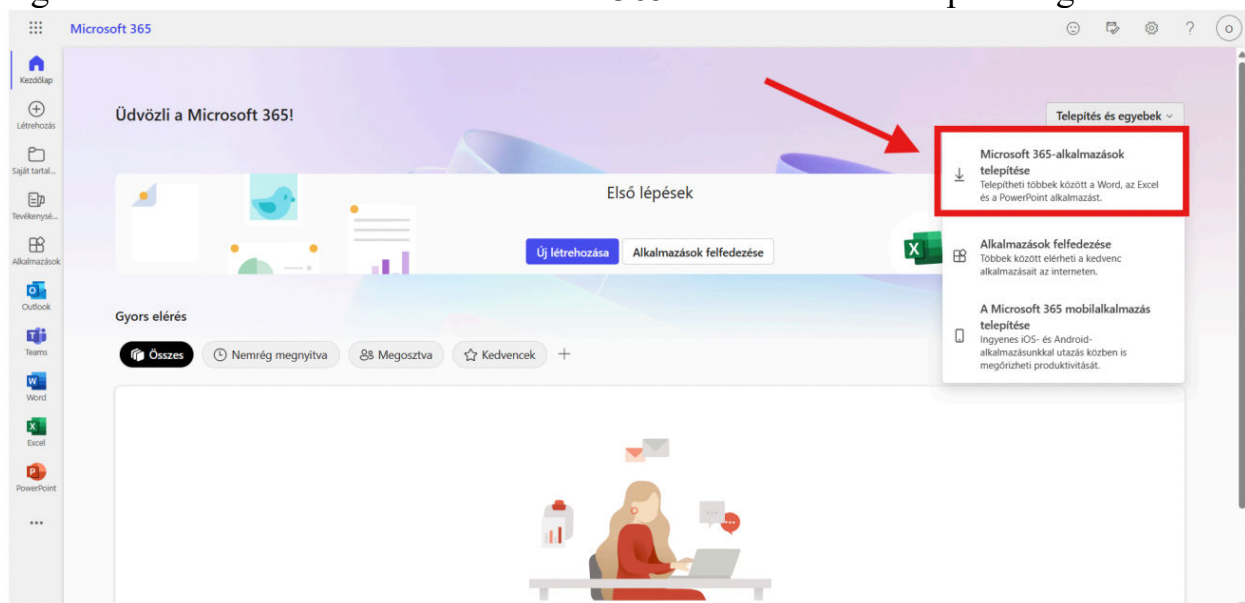 Microsoft 365
Kezdőlap
Létrehozás
Saját tartal...
Tevékenysé...
Alkalmazások
Outlook
Teams
Word
Excel
PowerPoint
Üdvözli a Microsoft 365!
Telepítés és egyebek
Microsoft 365-alkalmazások
telepítése
Telepítheti többek között a Word, az Excel
és a PowerPoint alkalmazást.
Alkalmazások felfedezése
Többek között elérheti a kedvenc
alkalmazásait az interneten.
A Microsoft 365 mobilalkalmazás
telepítése
Ingyenes iOS- és Android-
alkalmazásunkkal utazás közben is
megőrizheti produktivitását.
Első lépések
Új létrehozása
Alkalmazások felfedezése
Gyors elérés
Összes
Nemrég megnyitva
Megosztva
Kedvencek